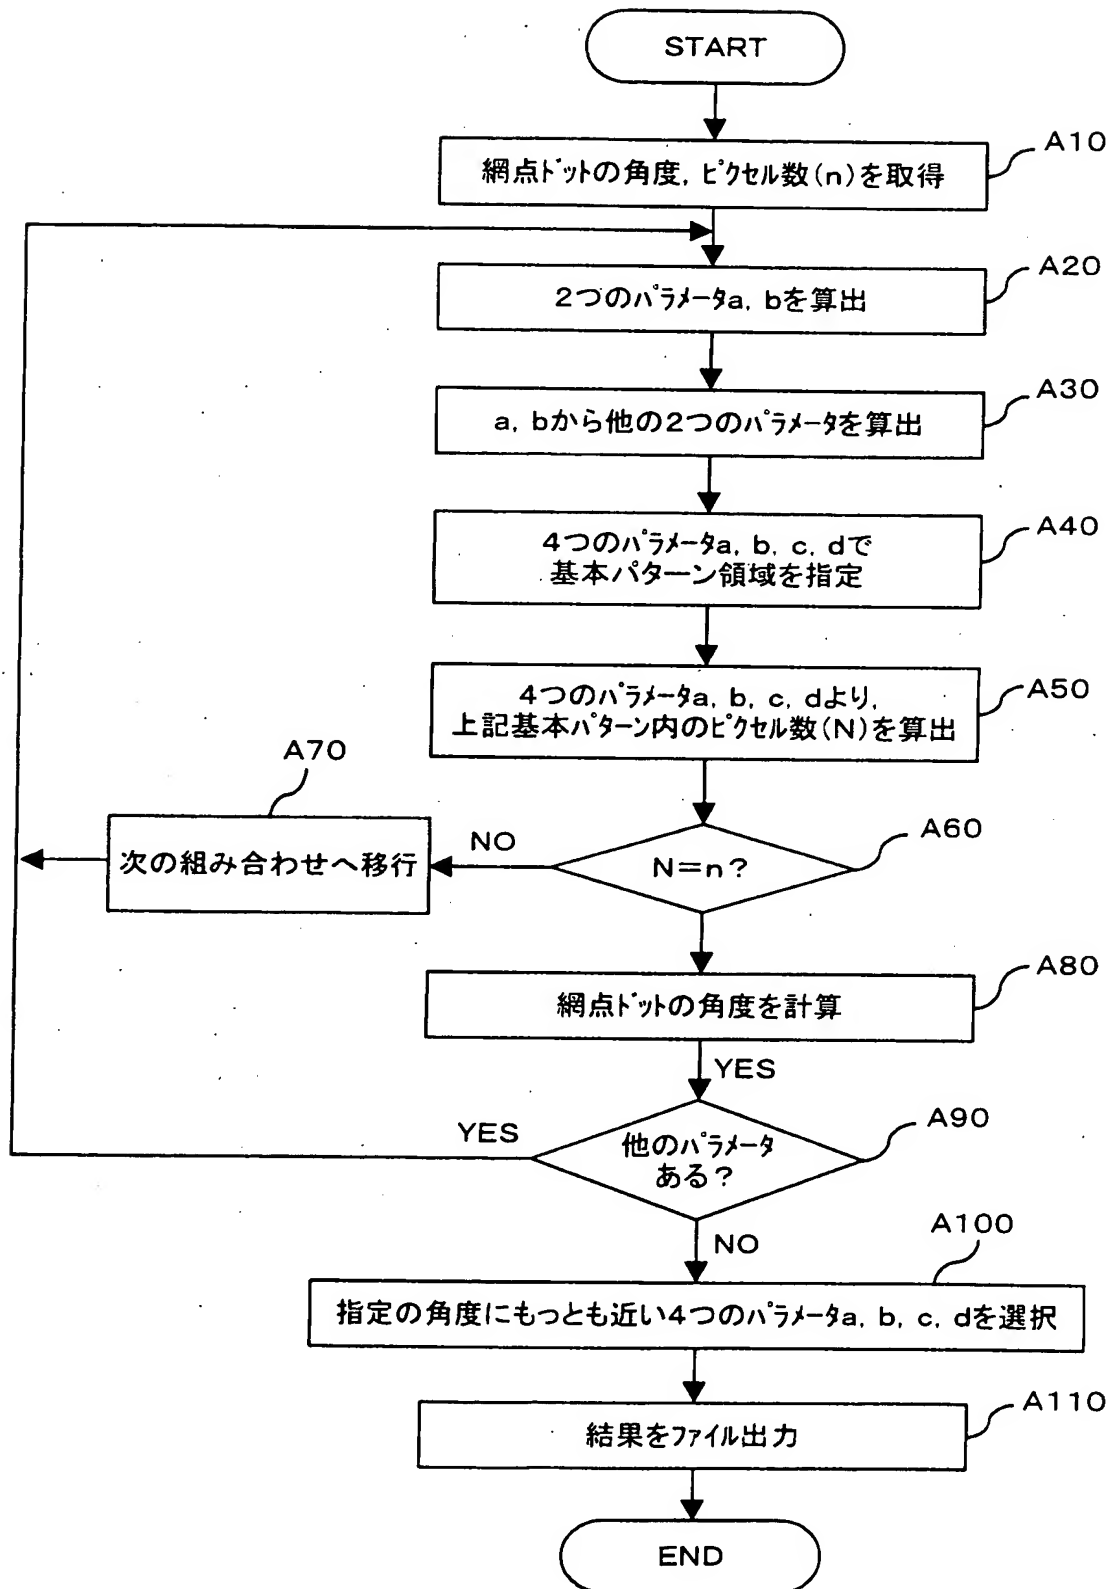 START
A10
網点ドットの角度, ピクセル数(n)を取得
A20
2つのパラメータa, bを算出
A30
a, bから他の2つのパラメータを算出
A40
4つのパラメータa, b, c, dで
基本パターン領域を指定
A50
4つのパラメータa, b, c, dより,
上記基本パターン内のピクセル数(N)を算出
A70
A60
NO
次の組み合わせへ移行
N=n?
A80
網点ドットの角度を計算
YES
A90
YES
他のパラメータ
ある?
A100
NO
指定の角度にもっとも近い4つのパラメータa, b, c, dを選択
A110
結果をファイル出力
END